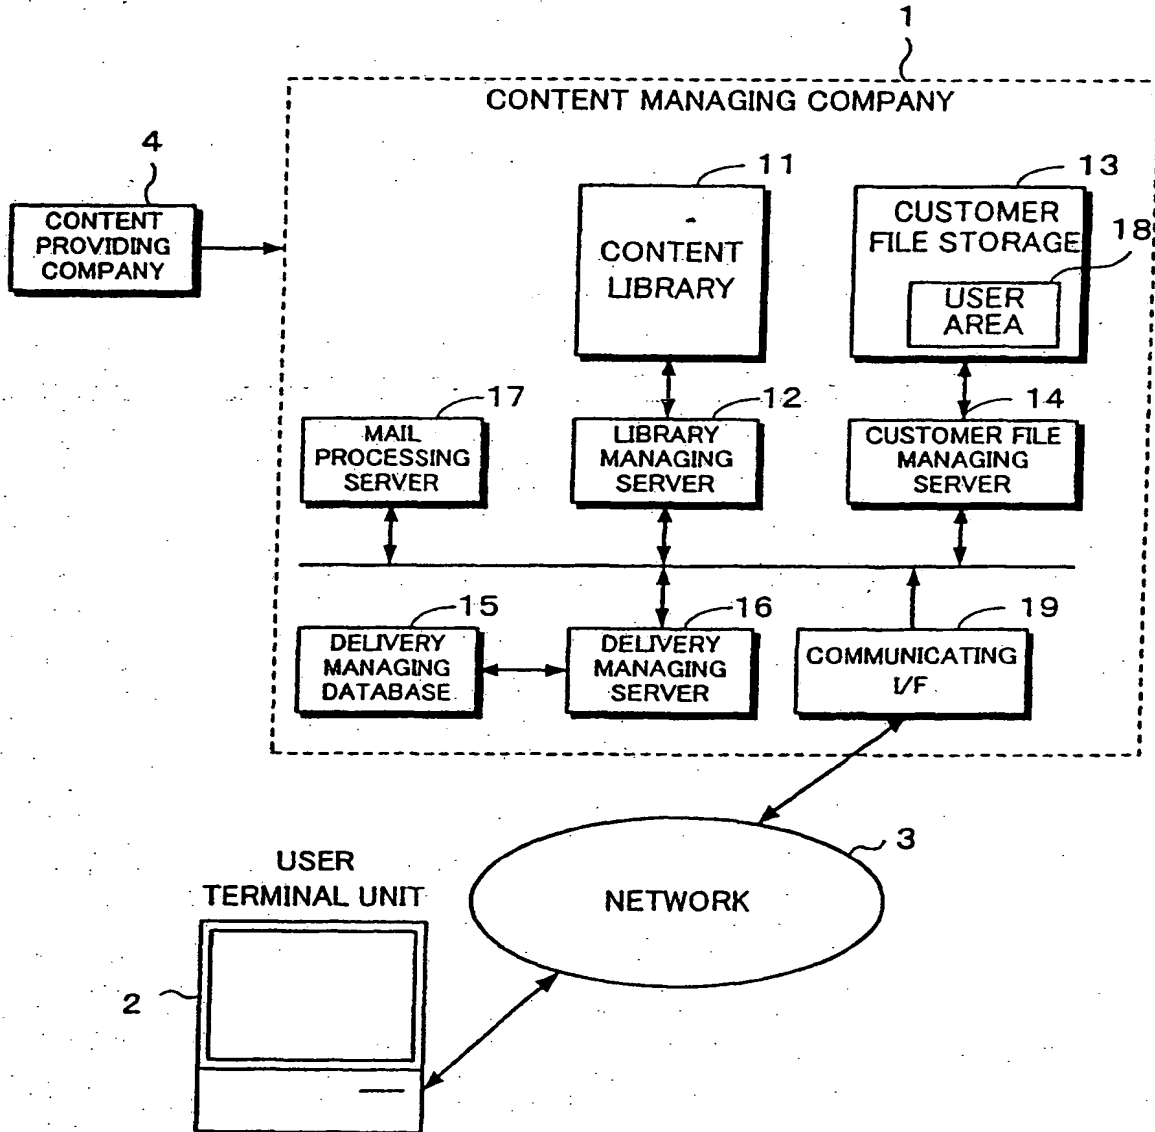 1
CONTENT MANAGING COMPANY
4
CONTENT
PROVIDING
COMPANY
11
CONTENT
LIBRARY
13
CUSTOMER
FILE STORAGE
18
USER
AREA
17
MAIL
PROCESSING
SERVER
12
LIBRARY
MANAGING
SERVER
14
CUSTOMER FILE
MANAGING
SERVER
15
DELIVERY
MANAGING
DATABASE
16
DELIVERY
MANAGING
SERVER
19
COMMUNICATING
I/F
3
NETWORK
USER
TERMINAL UNIT
2